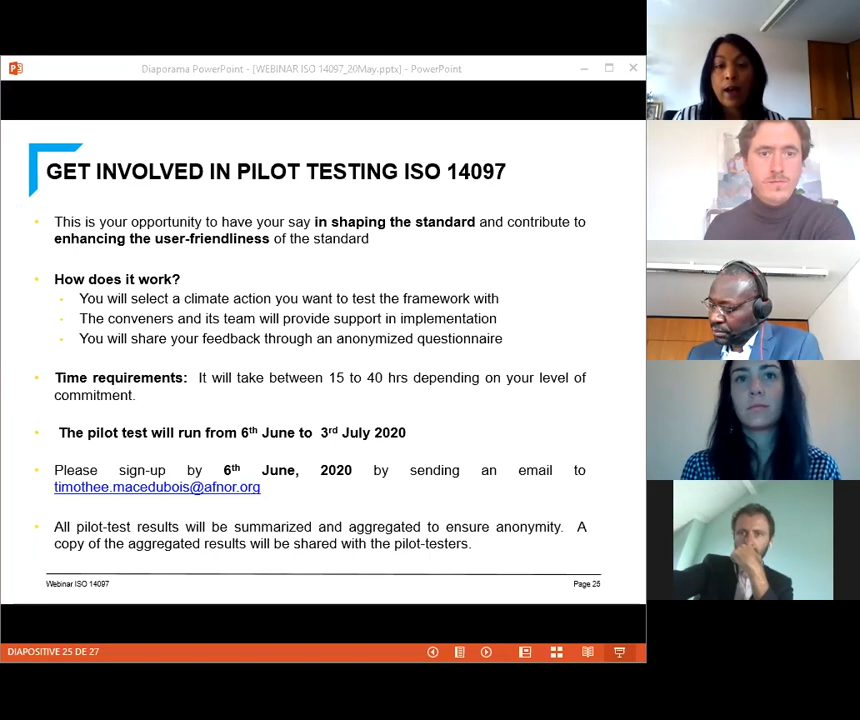 Diaporama PowerPoint - [WEBINAR ISO 14097_20May.pptx] - PowerPoint
GET INVOLVED IN PILOT TESTING ISO 14097
This is your opportunity to have your say in shaping the standard and contribute to
enhancing the user-friendliness of the standard
How does it work?
You will select a climate action you want to test the framework with
The conveners and its team will provide support in implementation
You will share your feedback through an anonymized questionnaire
Time requirements: It will take between 15 to 40 hrs depending on your level of
commitment.
The pilot test will run from 6th June to 3rd July 2020
Please sign-up by 6th June, 2020 by sending an email to
timothee.macedubois@afnor.org
All pilot-test results will be summarized and aggregated to ensure anonymity. A
copy of the aggregated results will be shared with the pilot-testers.
Webinar ISO 14097 Page 25
DIAPOSITIVE 25 DE 27